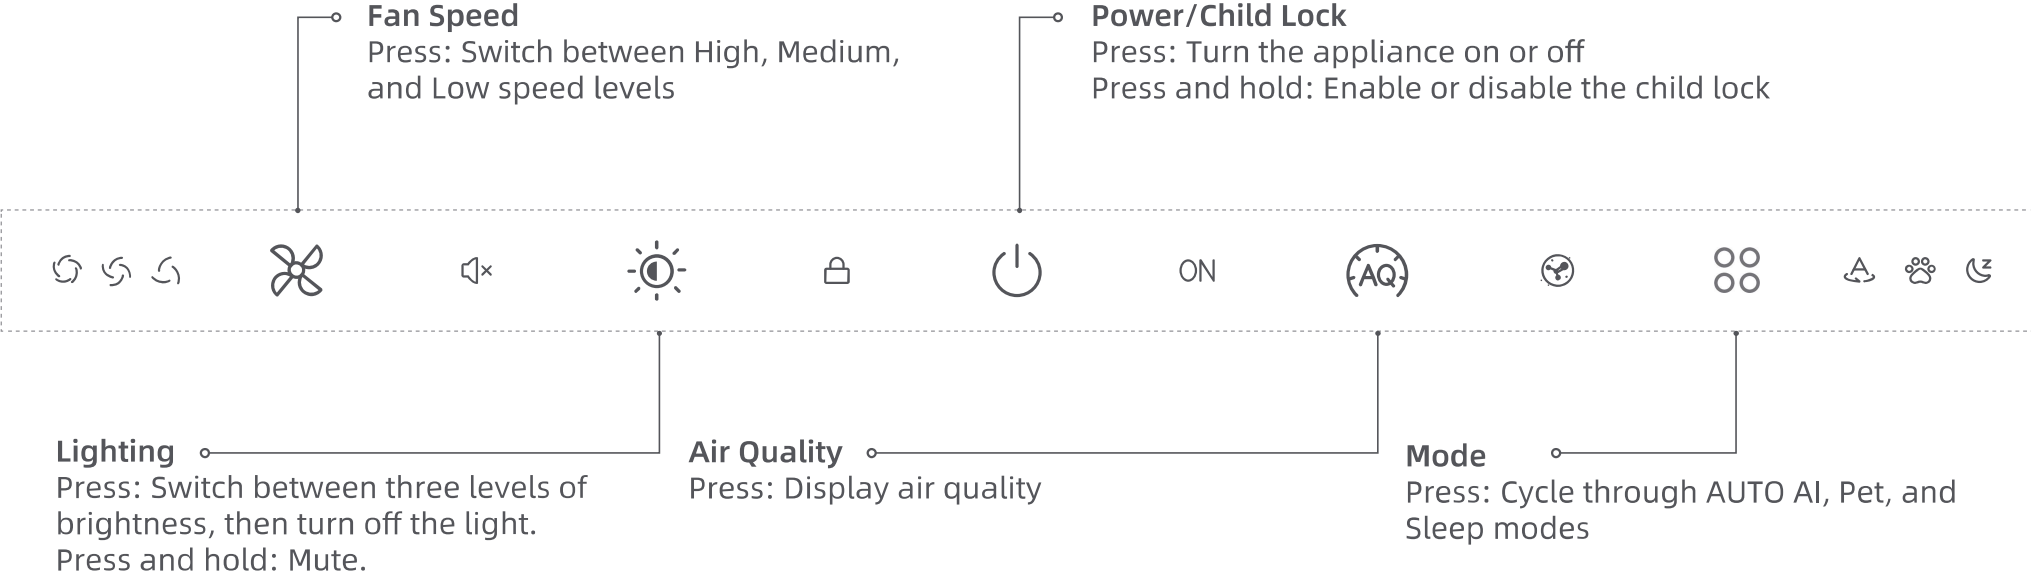 Fan Speed
Press: Switch between High, Medium,
and Low speed levels
Power/Child Lock
Press: Turn the appliance on or off
Press and hold: Enable or disable the child lock
ON
AQ
A
z
Lighting
Press: Switch between three levels of
brightness, then turn off the light.
Press and hold: Mute.
Air Quality
Press: Display air quality
Mode
Press: Cycle through AUTO AI, Pet, and
Sleep modes